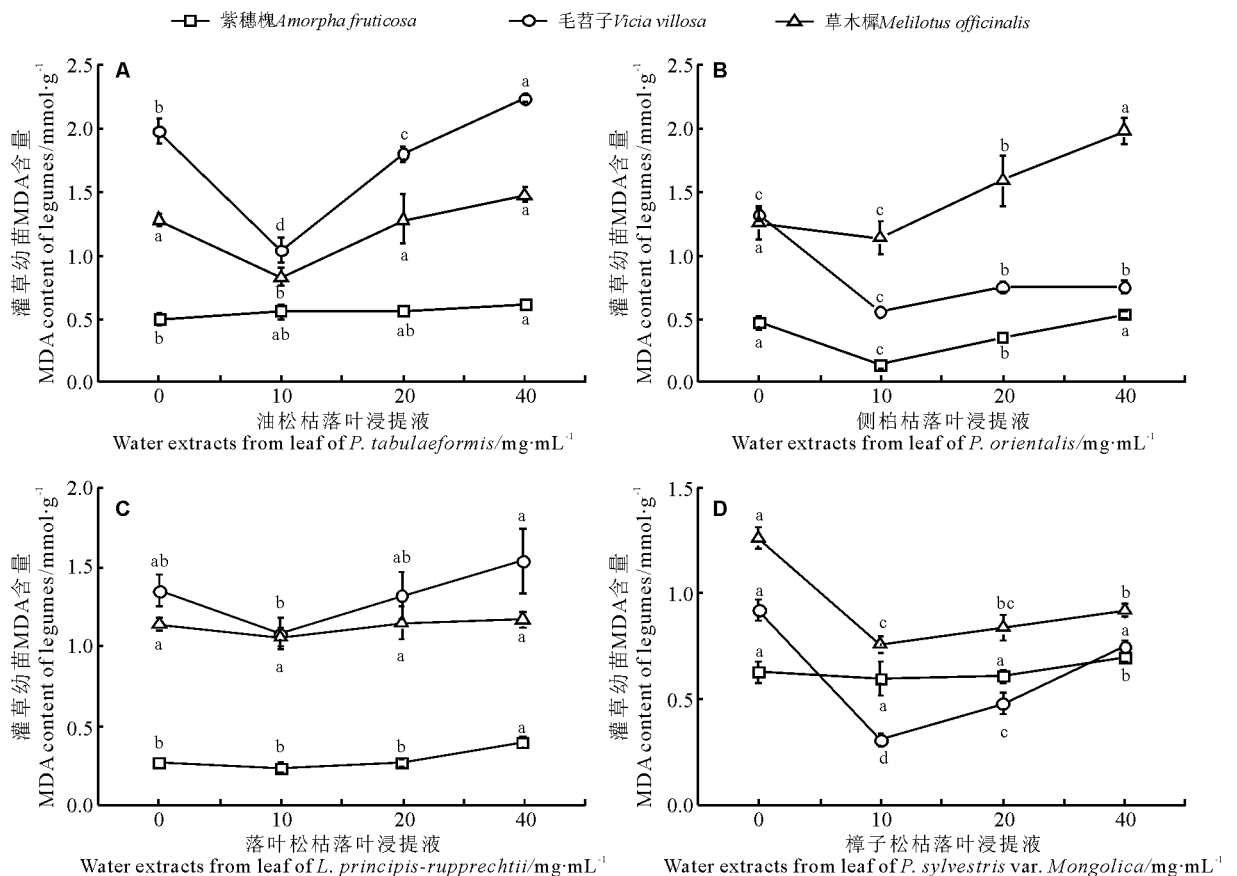 紫穗槐Amorpha fruticosa 毛苕子Vicia villosa 草木樨Melilotus officinalis
A
灌草幼苗MDA含量
MDA content of legumes/mmol·g-1
2.5
2.0
1.5
1.0
0.5
0.0
b
d
c
a
a
b
a
a
b
ab
ab
a
0 10 20 40
油松枯落叶浸提液
Water extracts from leaf of P. tabulaeformis/mg·mL-1
B
灌草幼苗MDA含量
MDA content of legumes/mmol·g-1
2.5
2.0
1.5
1.0
0.5
0.0
c
c
b
a
a
c
b
b
a
c
b
a
0 10 20 40
侧柏枯落叶浸提液
Water extracts from leaf of P. orientalis/mg·mL-1
C
灌草幼苗MDA含量
MDA content of legumes/mmol·g-1
2.0
1.5
1.0
0.5
0.0
ab
b
ab
a
a
a
a
a
b
b
b
a
0 10 20 40
落叶松枯落叶浸提液
Water extracts from leaf of L. principis-rupprechtii/mg·mL-1
D
灌草幼苗MDA含量
MDA content of legumes/mmol·g-1
1.5
1.0
0.5
0.0
a
c
bc
b
a
d
c
b
a
a
a
a
0 10 20 40
樟子松枯落叶浸提液
Water extracts from leaf of P. sylvestris var. Mongolica/mg·mL-1